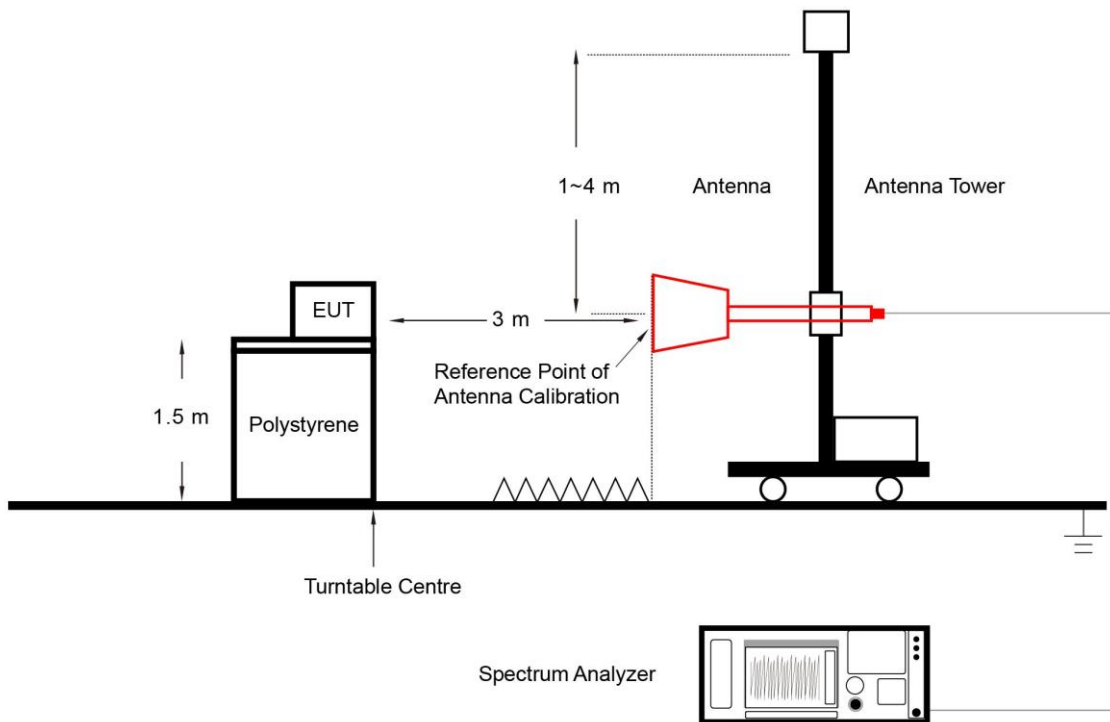 1~4 m
Antenna
Antenna Tower
EUT
3 m
Reference Point of
Antenna Calibration
1.5 m
Polystyrene
Turntable Centre
Spectrum Analyzer